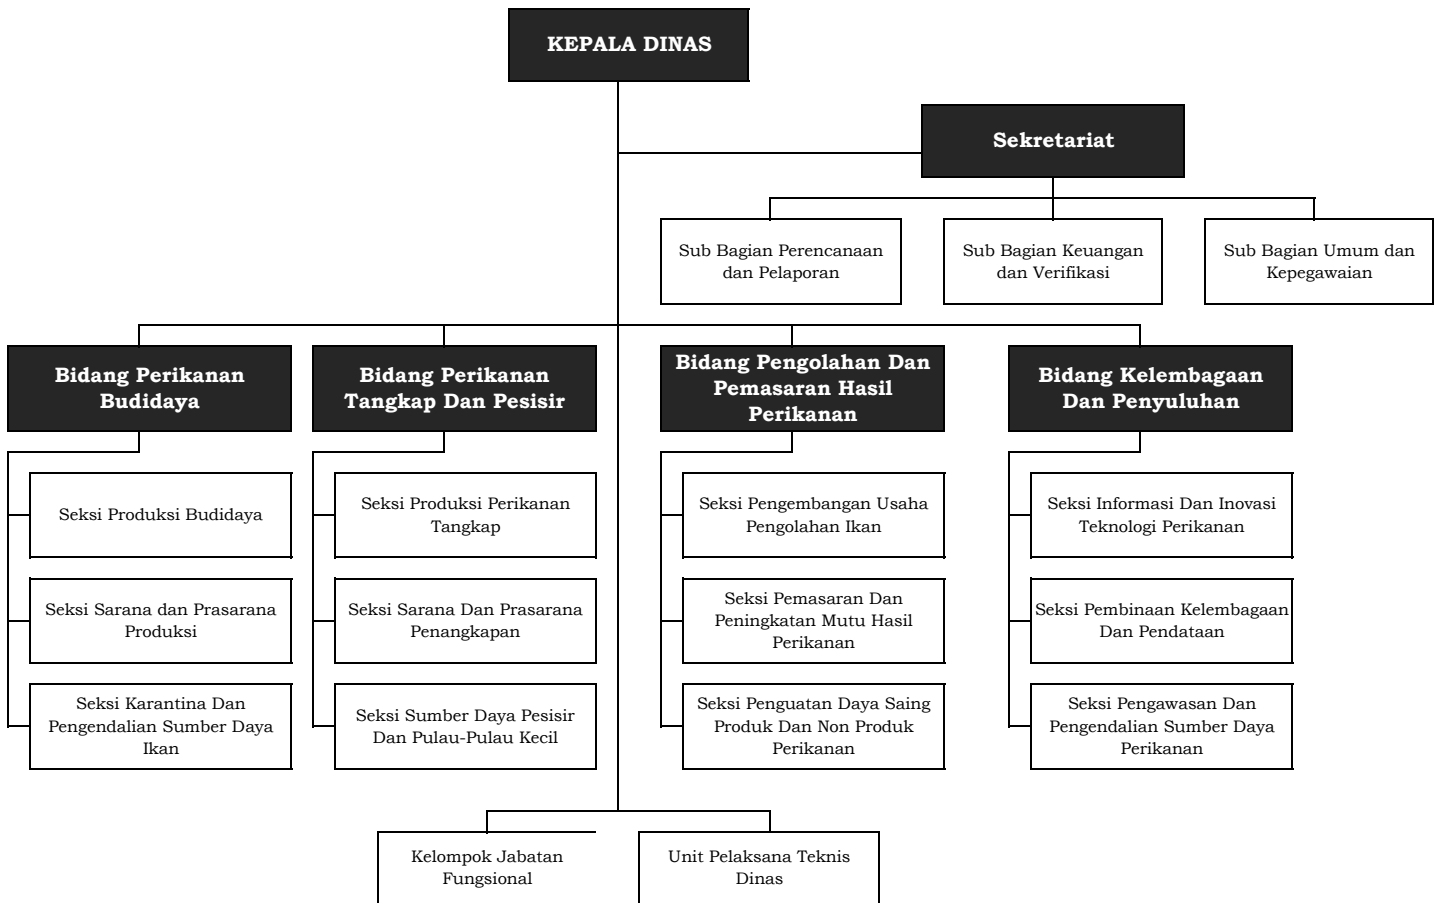 KEPALA DINAS
Sekretariat
Sub Bagian Perencanaan
dan Pelaporan
Sub Bagian Keuangan
dan Verifikasi
Sub Bagian Umum dan
Kepegawaian
Bidang Perikanan
Budidaya
Bidang Perikanan
Tangkap Dan Pesisir
Bidang Pengolahan Dan
Pemasaran Hasil
Perikanan
Bidang Kelembagaan
Dan Penyuluhan
Seksi Produksi Budidaya
Seksi Produksi Perikanan
Tangkap
Seksi Pengembangan Usaha
Pengolahan Ikan
Seksi Informasi Dan Inovasi
Teknologi Perikanan
Seksi Sarana dan Prasarana
Produksi
Seksi Sarana Dan Prasarana
Penangkapan
Seksi Pemasaran Dan
Peningkatan Mutu Hasil
Perikanan
Seksi Pembinaan Kelembagaan
Dan Pendataan
Seksi Karantina Dan
Pengendalian Sumber Daya
Ikan
Seksi Sumber Daya Pesisir
Dan Pulau-Pulau Kecil
Seksi Penguatan Daya Saing
Produk Dan Non Produk
Perikanan
Seksi Pengawasan Dan
Pengendalian Sumber Daya
Perikanan
Kelompok Jabatan
Fungsional
Unit Pelaksana Teknis
Dinas